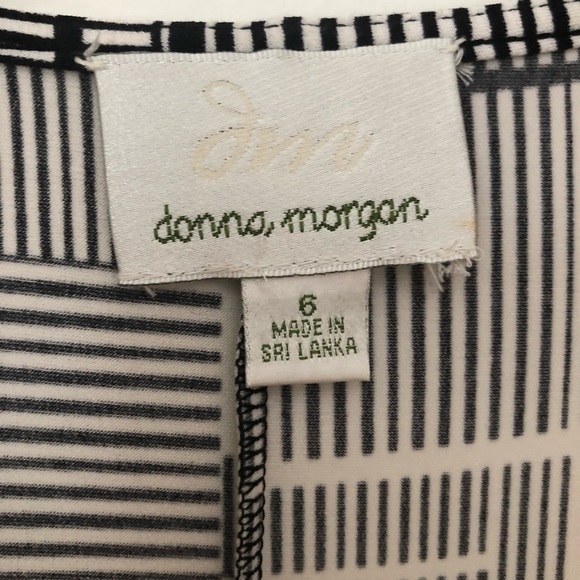 dm
donna morgan
6
MADE IN
SRI LANKA